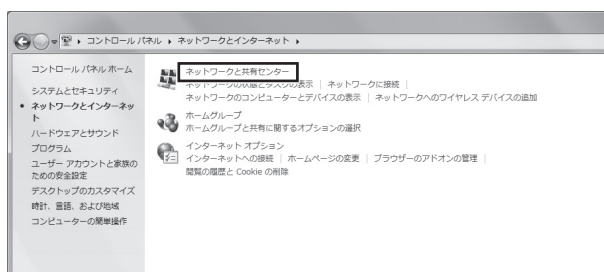 コントロール パネル ▸ ネットワークとインターネット ▸
コントロール パネル ホーム
システムとセキュリティ
ネットワークとインターネッ
ト
ハードウェアとサウンド
プログラム
ユーザー アカウントと家族の
ための安全設定
デスクトップのカスタマイズ
時計、言語、および地域
コンピューターの簡単操作
ネットワークと共有センター
ネットワークの状態とタスクの表示 | ネットワークに接続 |
ネットワークのコンピューターとデバイスの表示 | ネットワークへのワイヤレス デバイスの追加
ホームグループ
ホームグループと共有に関するオプションの選択
インターネット オプション
インターネットへの接続 | ホームページの変更 | ブラウザーのアドオンの管理 |
閲覧の履歴と Cookie の削除